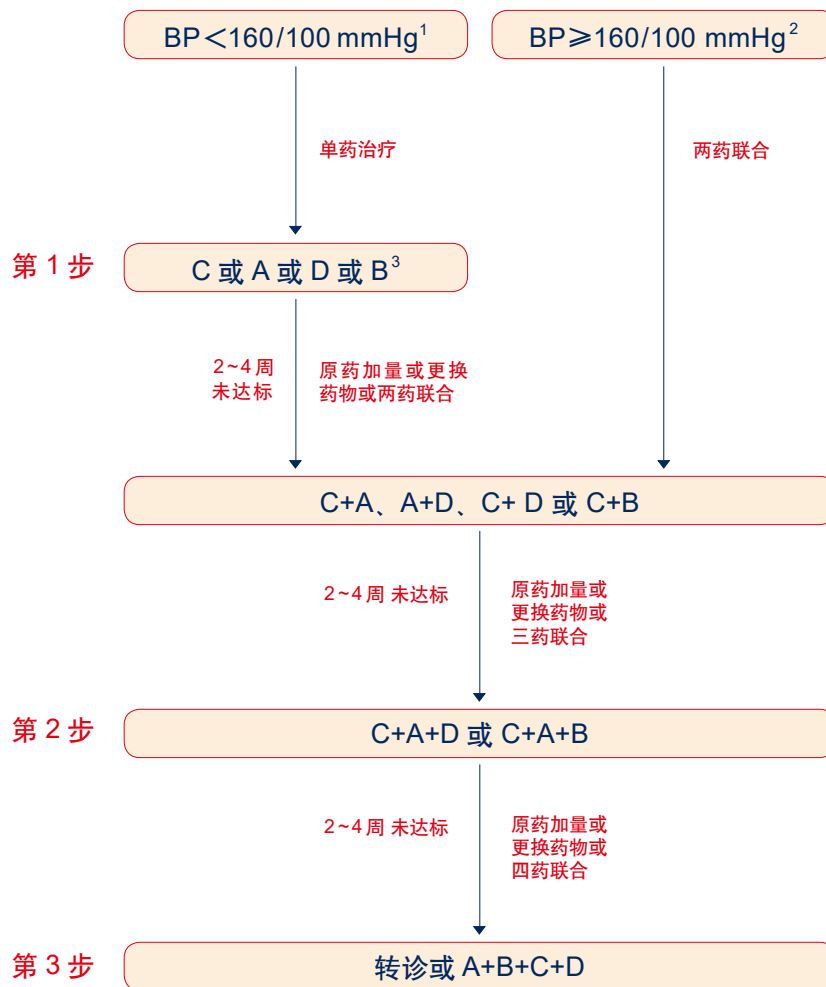 BP＜160/100 mmHg¹
BP≥160/100 mmHg²
单药治疗
两药联合
第 1 步
C 或 A 或 D 或 B³
2~4 周
未达标
原药加量或更换
药物或两药联合
C+A、A+D、C+ D 或 C+B
2~4 周 未达标
原药加量或
更换药物或
三药联合
第 2 步
C+A+D 或 C+A+B
2~4 周 未达标
原药加量或
更换药物或
四药联合
第 3 步
转诊或 A+B+C+D